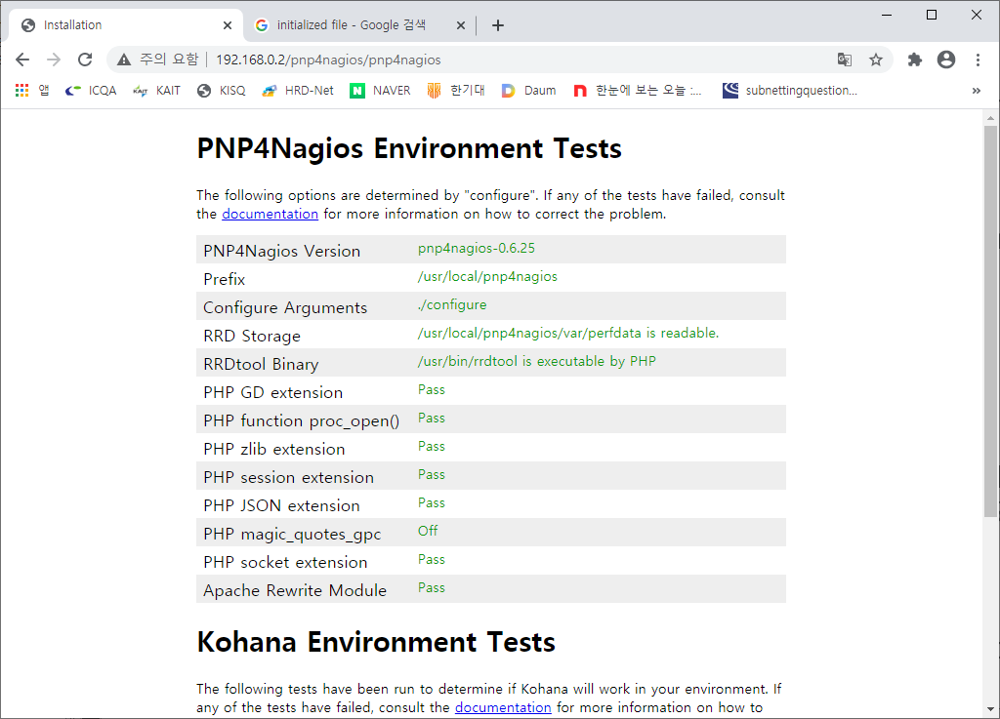 Installation
initialized file - Google 검색
주의 요함
192.168.0.2/pnp4nagios/pnp4nagios
앱
ICQA
KAIT
KAIT
KISQ
HRD-Net
N
NAVER
한기대
D
Daum
n
한눈에 보는 오늘 :...
subnettingquestion...
»
PNP4Nagios Environment Tests
The following options are determined by "configure". If any of the tests have failed, consult
the documentation for more information on how to correct the problem.
PNP4Nagios Version pnp4nagios-0.6.25
Prefix /usr/local/pnp4nagios
Configure Arguments ./configure
RRD Storage /usr/local/pnp4nagios/var/perfdata is readable.
RRDtool Binary /usr/bin/rrdtool is executable by PHP
PHP GD extension Pass
PHP function proc_open() Pass
PHP zlib extension Pass
PHP session extension Pass
PHP JSON extension Pass
PHP magic_quotes_gpc Off
PHP socket extension Pass
Apache Rewrite Module Pass
Kohana Environment Tests
The following tests have been run to determine if Kohana will work in your environment. If
any of the tests have failed, consult the documentation for more information on how to